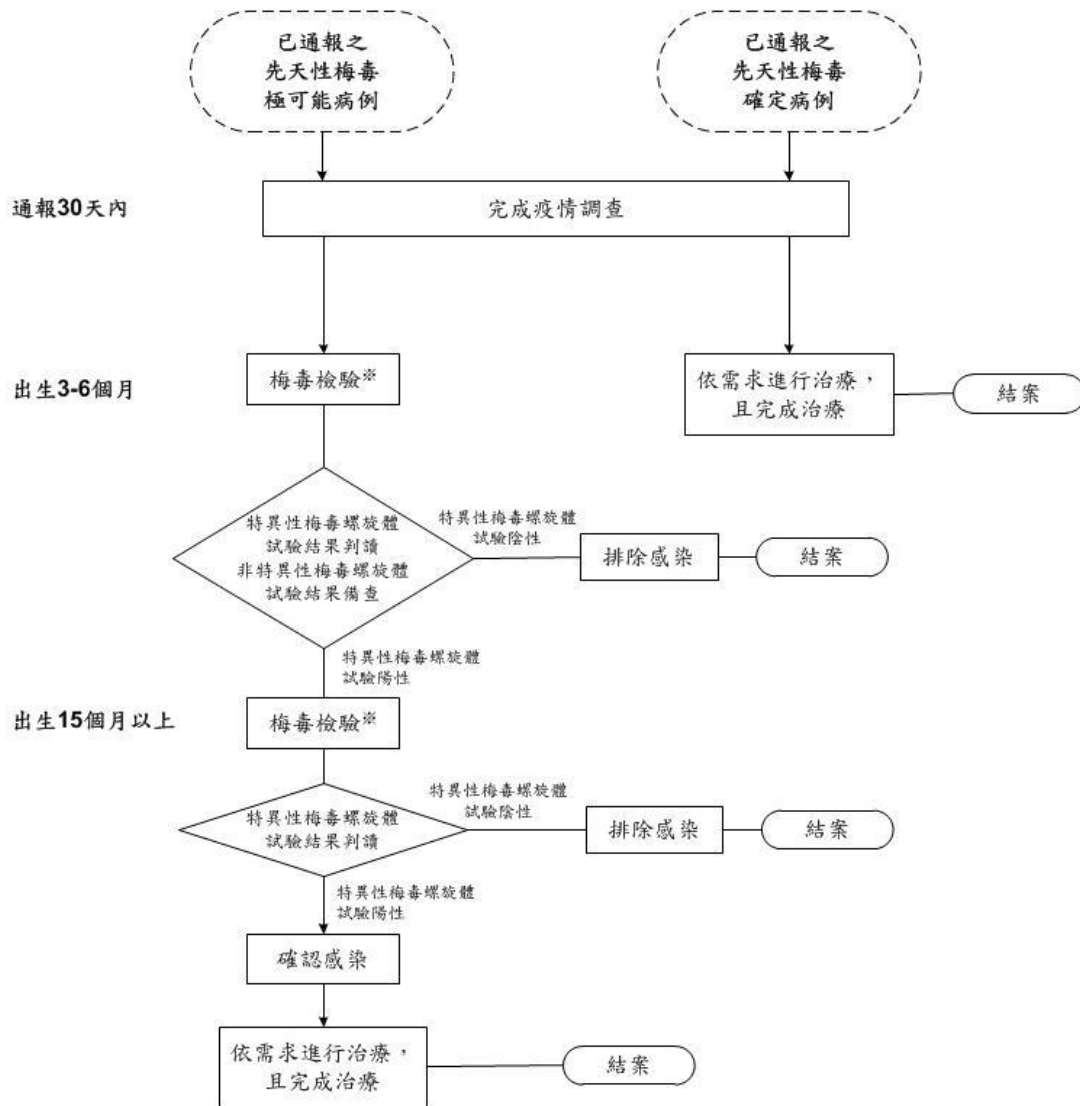 已通報之
先天性梅毒
極可能病例
已通報之
先天性梅毒
確定病例
通報30天內
完成疫情調查
出生3-6個月
梅毒檢驗※
依需求進行治療，
且完成治療
結案
特異性梅毒螺旋體
試驗結果判讀
非特異性梅毒螺旋體
試驗結果備查
特異性梅毒螺旋體
試驗陰性
排除感染
結案
特異性梅毒螺旋體
試驗陽性
出生15個月以上
梅毒檢驗※
特異性梅毒螺旋體
試驗結果判讀
特異性梅毒螺旋體
試驗陰性
排除感染
結案
特異性梅毒螺旋體
試驗陽性
確認感染
依需求進行治療，
且完成治療
結案